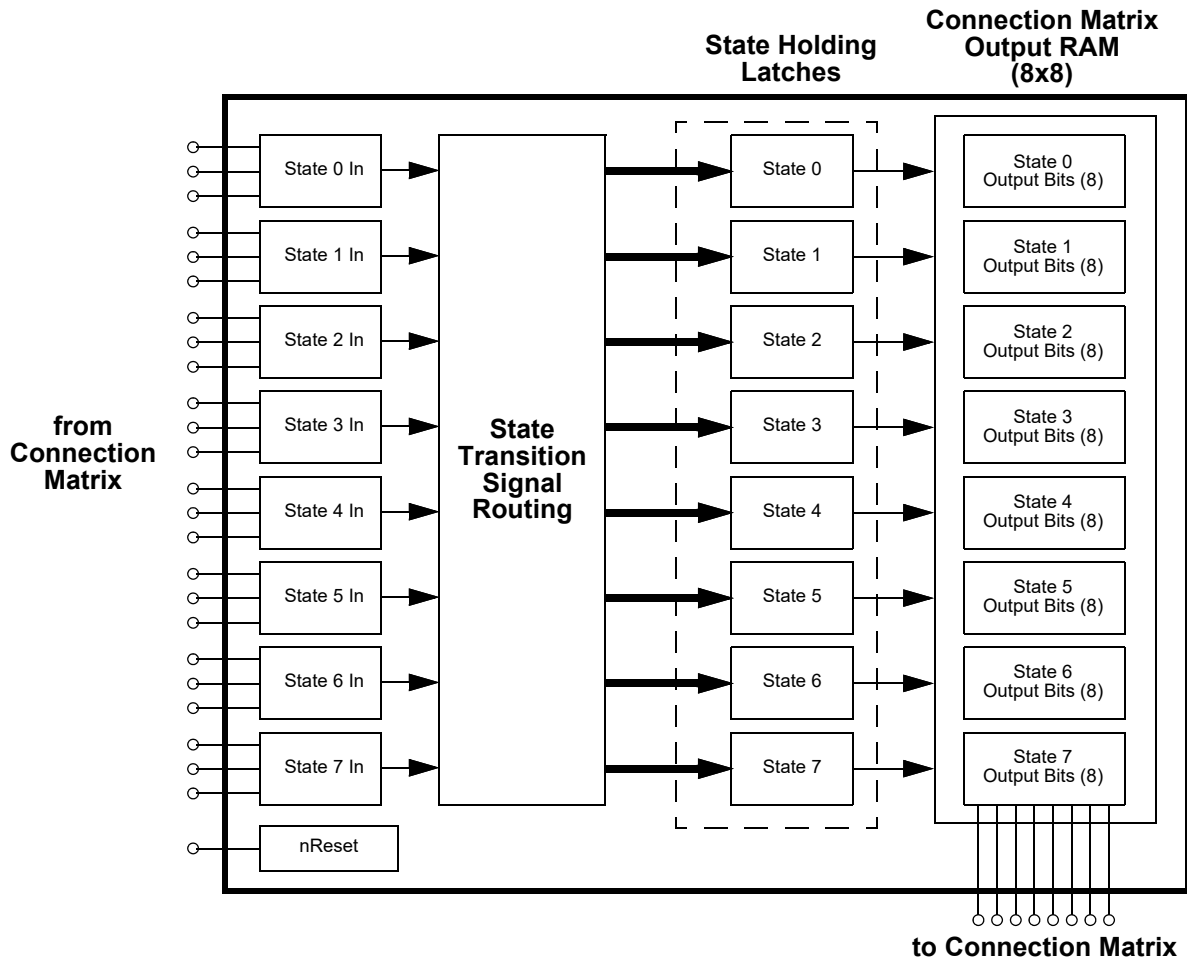 State Holding
Latches
Connection Matrix
Output RAM
(8x8)
from
Connection
Matrix
State 0 In
State 1 In
State 2 In
State 3 In
State 4 In
State 5 In
State 6 In
State 7 In
nReset
State
Transition
Signal
Routing
State 0
State 1
State 2
State 3
State 4
State 5
State 6
State 7
State 0
Output Bits (8)
State 1
Output Bits (8)
State 2
Output Bits (8)
State 3
Output Bits (8)
State 4
Output Bits (8)
State 5
Output Bits (8)
State 6
Output Bits (8)
State 7
Output Bits (8)
to Connection Matrix